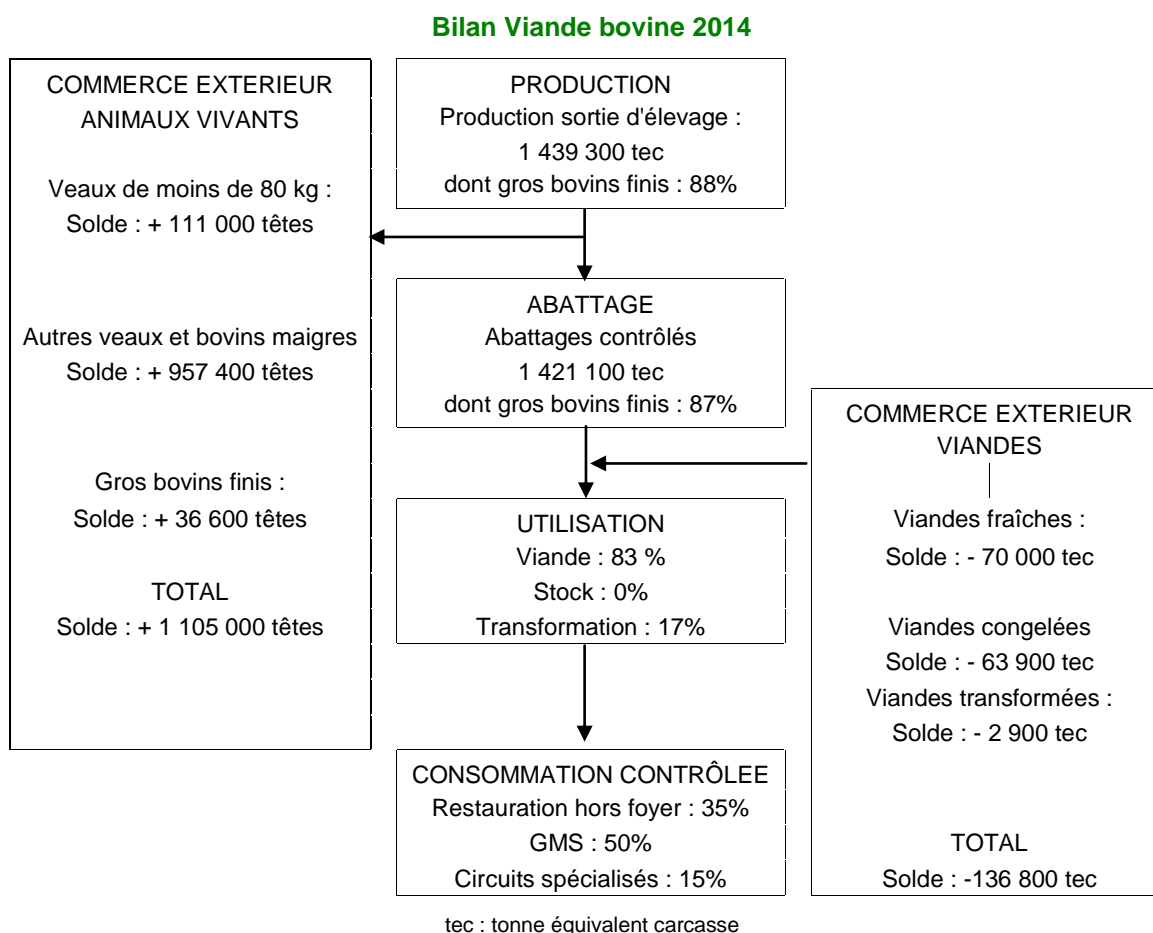 Bilan Viande bovine 2014
COMMERCE EXTERIEUR
ANIMAUX VIVANTS
Veaux de moins de 80 kg :
Solde : + 111 000 têtes
Autres veaux et bovins maigres
Solde : + 957 400 têtes
Gros bovins finis :
Solde : + 36 600 têtes
TOTAL
Solde : + 1 105 000 têtes
PRODUCTION
Production sortie d'élevage :
1 439 300 tec
dont gros bovins finis : 88%
ABATTAGE
Abattages contrôlés
1 421 100 tec
dont gros bovins finis : 87%
COMMERCE EXTERIEUR
VIANDES
Viandes fraîches :
Solde : - 70 000 tec
Viandes congelées
Solde : - 63 900 tec
Viandes transformées :
Solde : - 2 900 tec
TOTAL
Solde : -136 800 tec
UTILISATION
Viande : 83 %
Stock : 0%
Transformation : 17%
CONSOMMATION CONTRÔLEE
Restauration hors foyer : 35%
GMS : 50%
Circuits spécialisés : 15%
tec : tonne équivalent carcasse